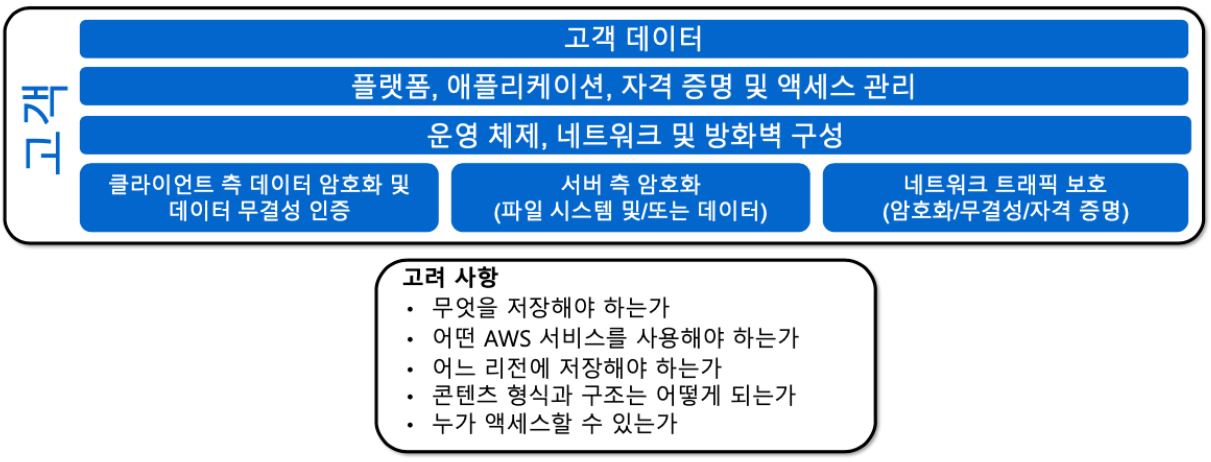 고객
고객 데이터
플랫폼, 애플리케이션, 자격 증명 및 액세스 관리
운영 체제, 네트워크 및 방화벽 구성
클라이언트 측 데이터 암호화 및
데이터 무결성 인증
서버 측 암호화
(파일 시스템 및/또는 데이터)
네트워크 트래픽 보호
(암호화/무결성/자격 증명)
고려 사항
• 무엇을 저장해야 하는가
• 어떤 AWS 서비스를 사용해야 하는가
• 어느 리전에 저장해야 하는가
• 콘텐츠 형식과 구조는 어떻게 되는가
• 누가 액세스할 수 있는가